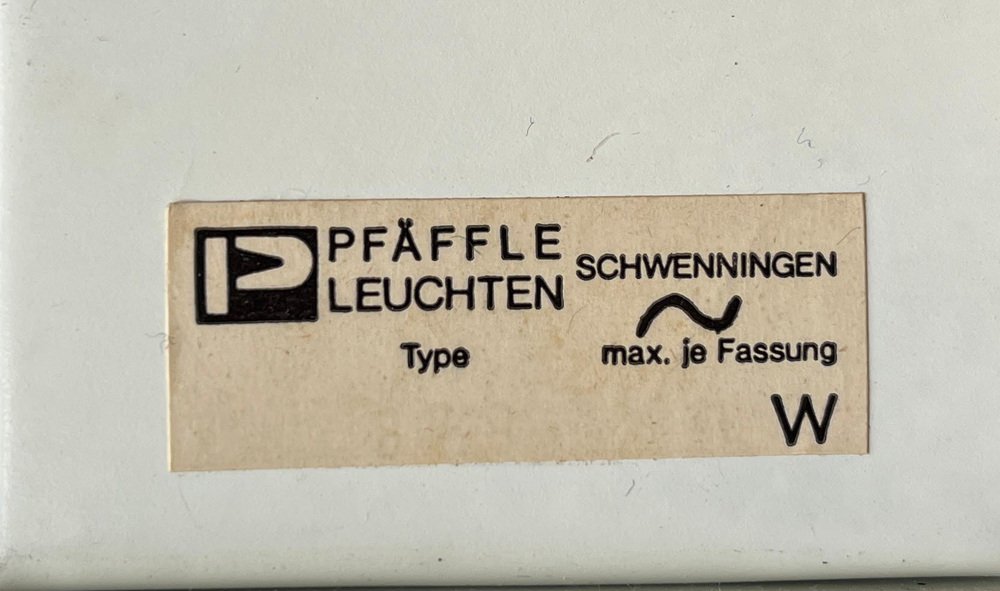 PFÄFFLE
LEUCHTEN
SCHWENNINGEN
~
Type
max. je Fassung
W